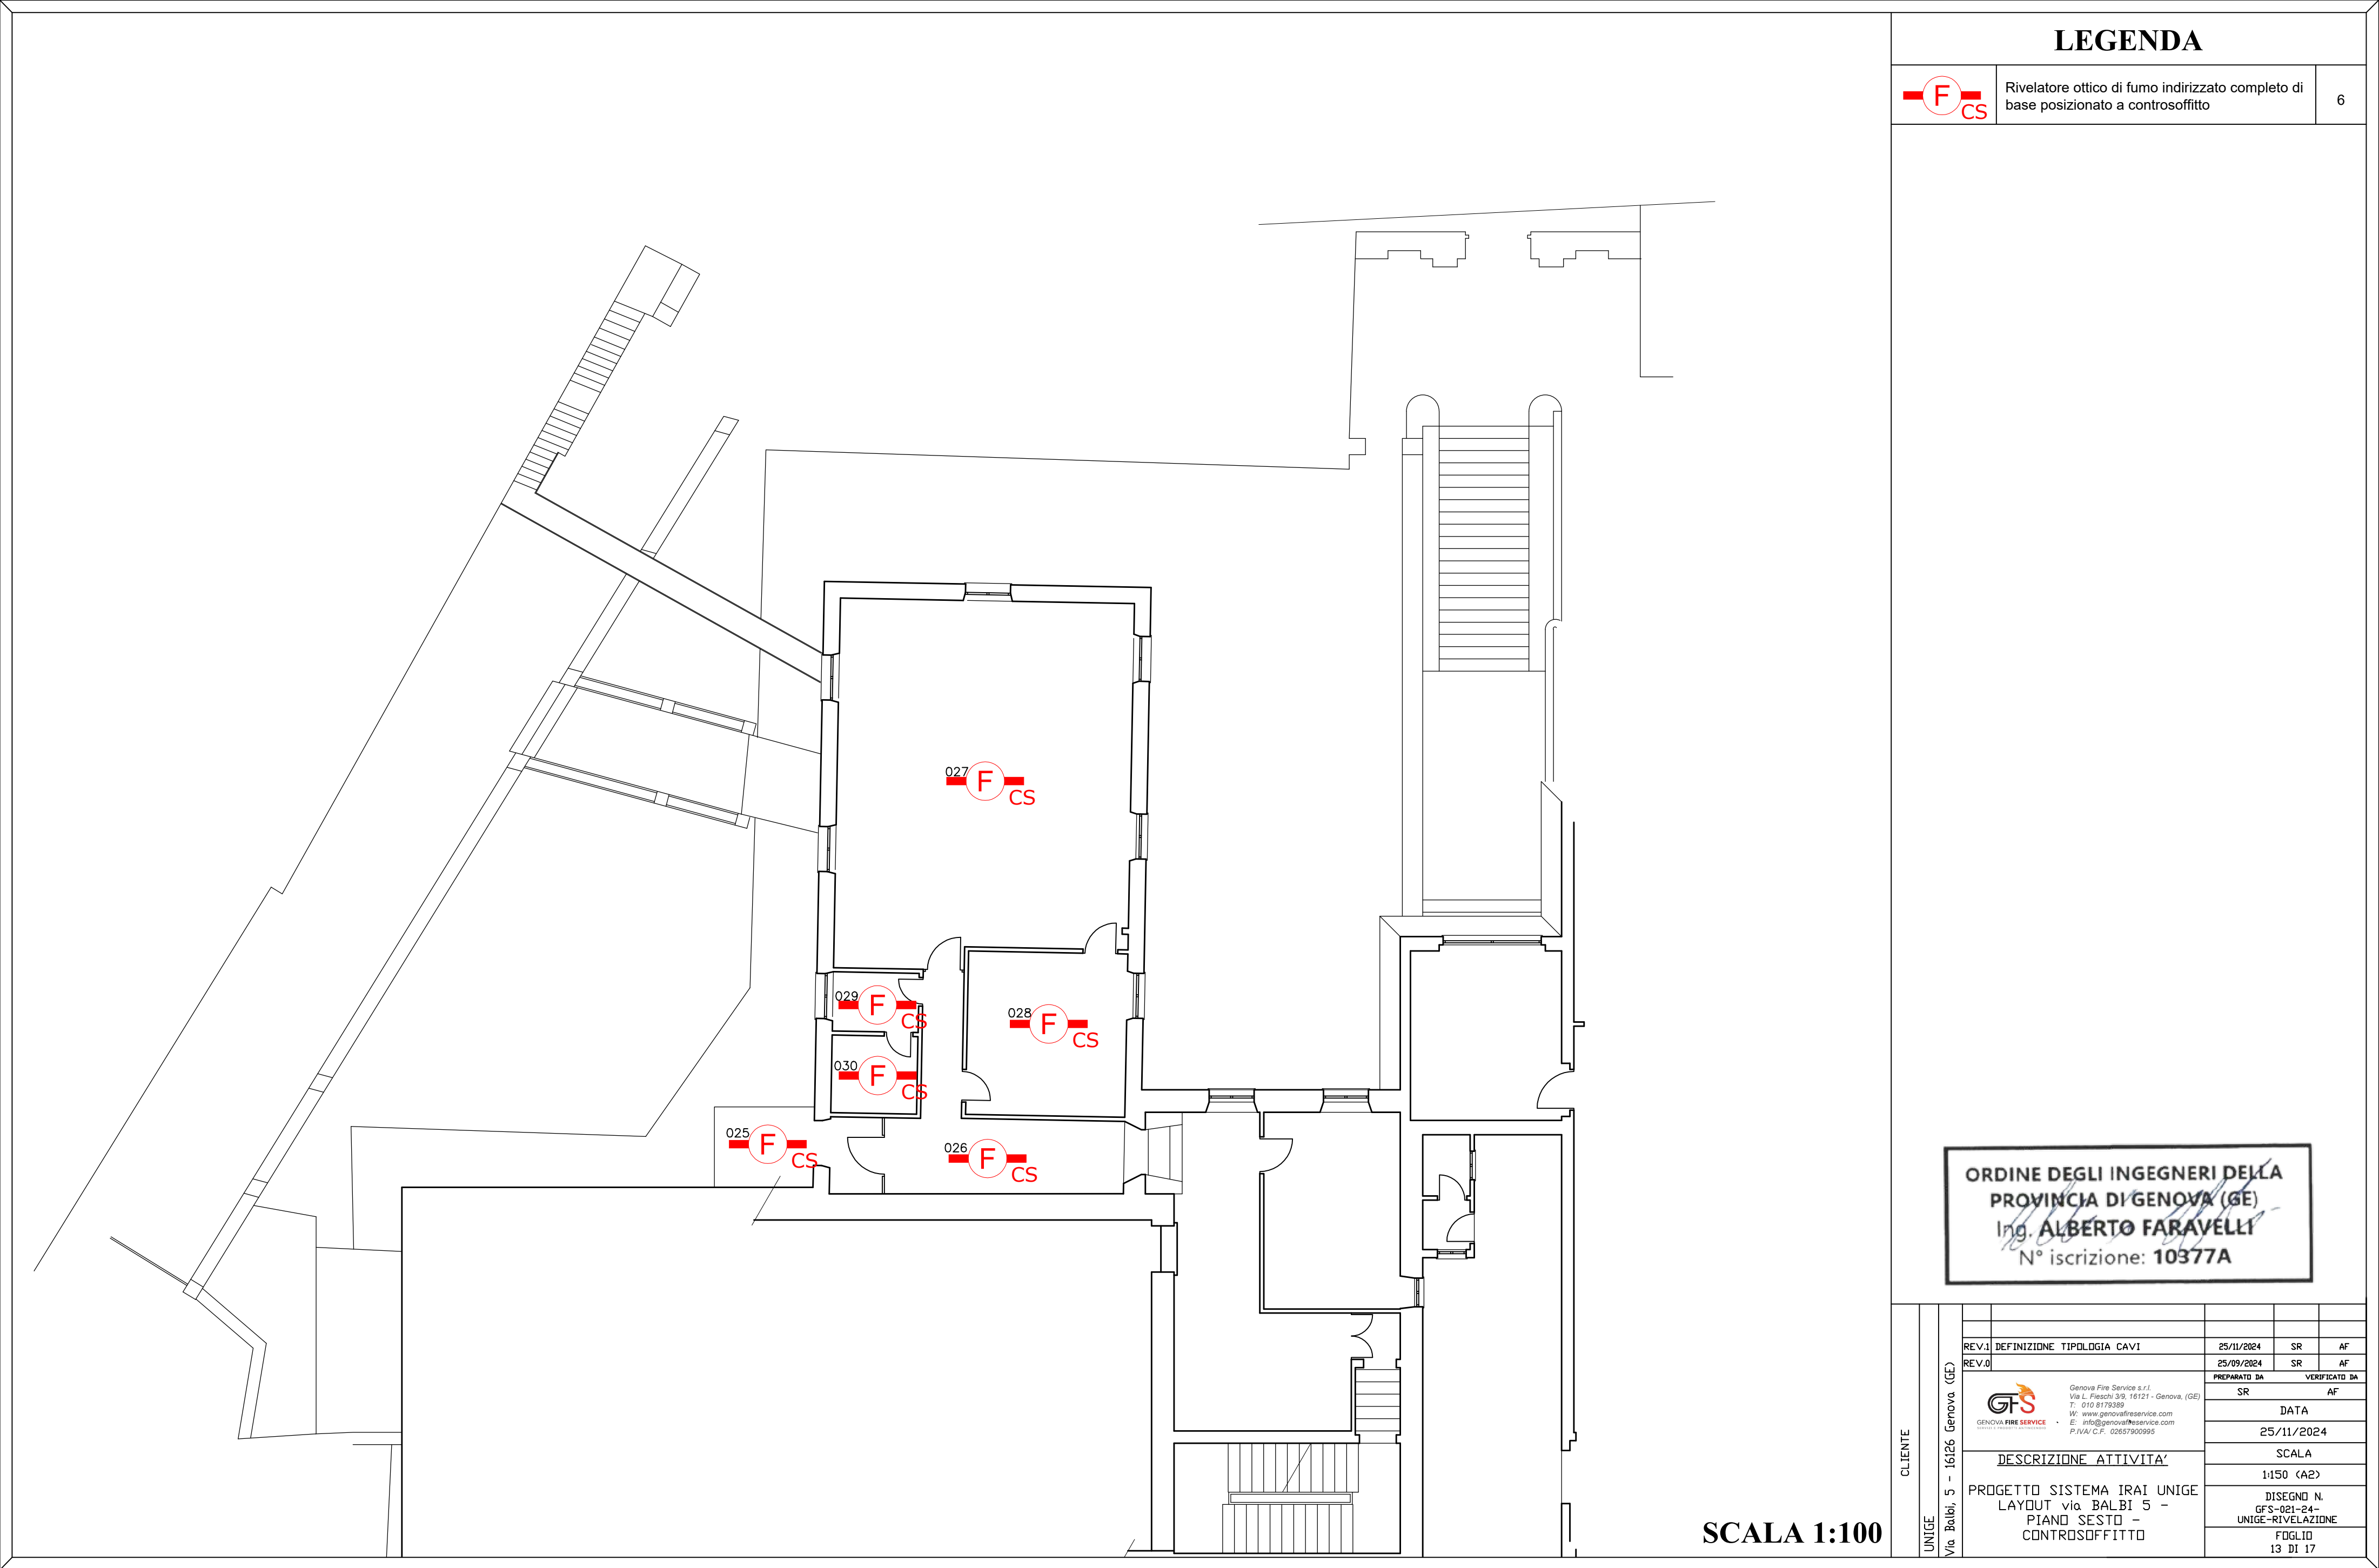 LEGENDA
F
CS
Rivelatore ottico di fumo indirizzato completo di
base posizionato a controsoffitto
6
027
F
CS
029
F
CS
028
F
CS
030
F
CS
025
F
CS
026
F
CS
ORDINE DEGLI INGEGNERI DELLA
PROVINCIA DI GENOVA (GE)
Ing. ALBERTO FARAVELLI
N° iscrizione: 10377A
SCALA 1:100
CLIENTE
UNIGE
Via Balbi, 5 - 16126 Genova (GE)
REV.1 DEFINIZIONE TIPOLOGIA CAVI 25/11/2024 SR AF
REV.0 25/09/2024 SR AF
PREPARATO DA VERIFICATO DA
SR AF
GFS
GENOVA FIRE SERVICE
Genova Fire Service s.r.l.
Via L. Fieschi 3/9, 16121 - Genova, (GE)
T: 010 8179389
W: www.genovafireservice.com
E: info@genovafireservice.com
P.IVA/ C.F. 02657900995
DATA
25/11/2024
SCALA
1:150 (A2)
DESCRIZIONE ATTIVITA'
PROGETTO SISTEMA IRAI UNIGE
LAYOUT via BALBI 5 -
PIANO SESTO -
CONTROSOFFITTO
DISEGNO N.
GFS-021-24-
UNIGE-RIVELAZIONE
FOGLIO
13 DI 17